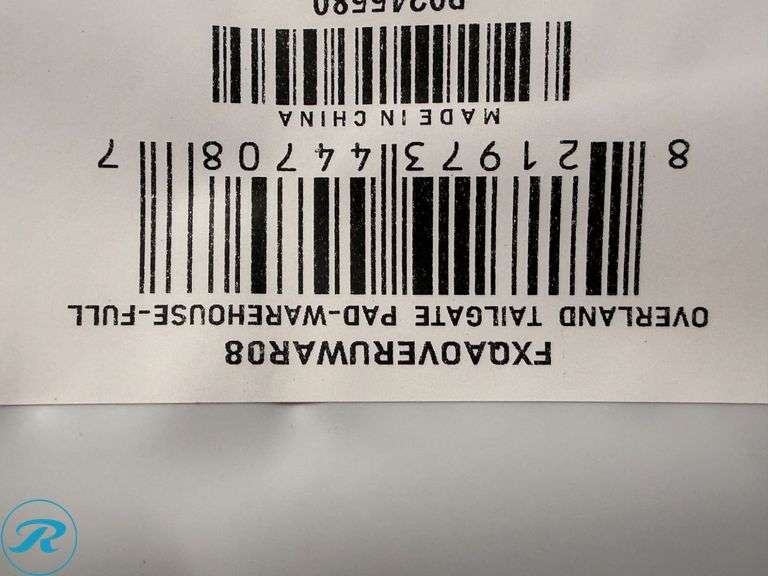 FXQAOVERUWAR08
OVERLAND TAILGATE PAD-WAREHOUSE-FULL
8 21973 44708 7
MADE IN CHINA
R